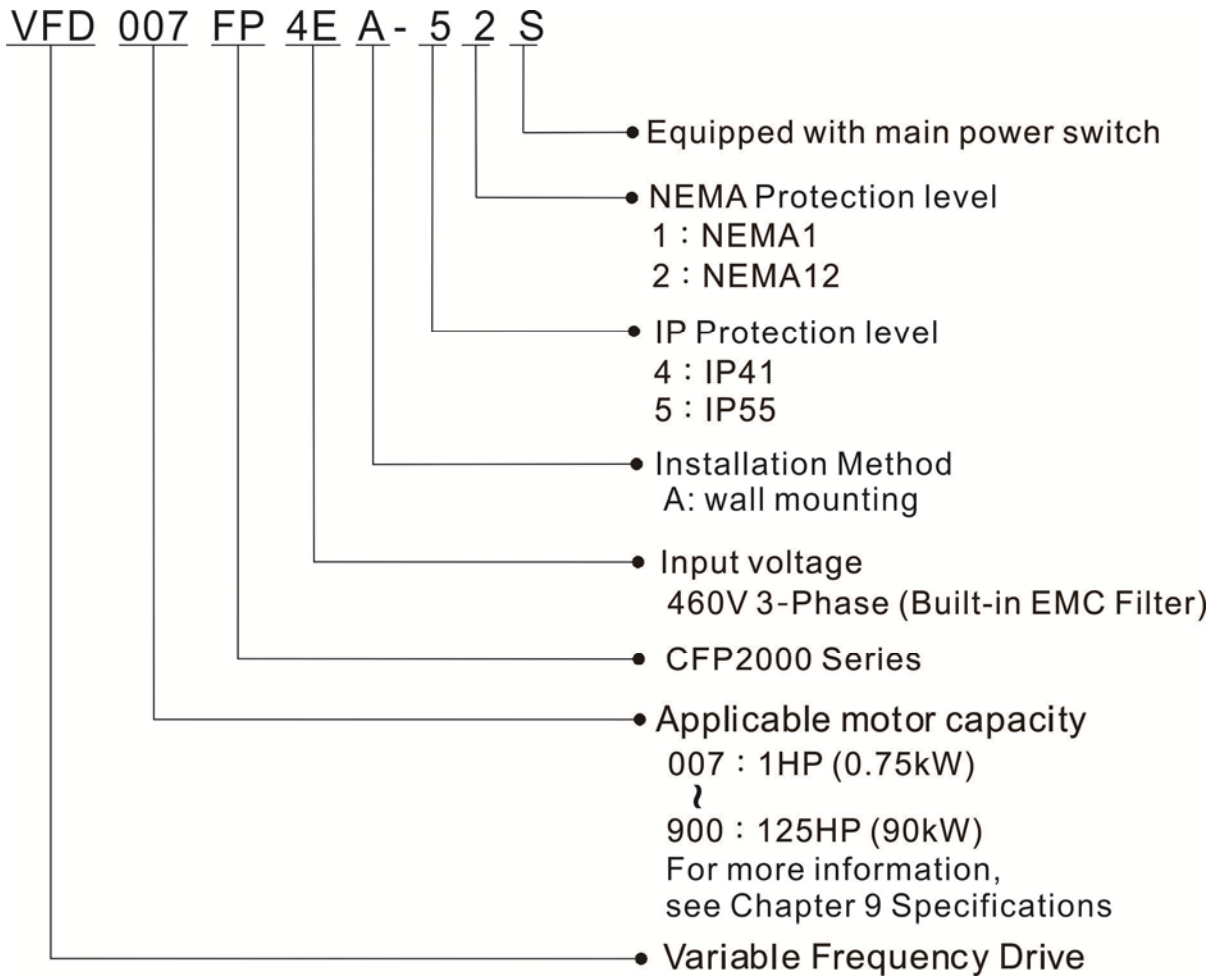 VFD 007 FP 4E A - 5 2 S
Equipped with main power switch
NEMA Protection level
1：NEMA1
2：NEMA12
IP Protection level
4：IP41
5：IP55
Installation Method
A: wall mounting
Input voltage
460V 3-Phase (Built-in EMC Filter)
CFP2000 Series
Applicable motor capacity
007：1HP (0.75kW)
~
900：125HP (90kW)
For more information,
see Chapter 9 Specifications
Variable Frequency Drive